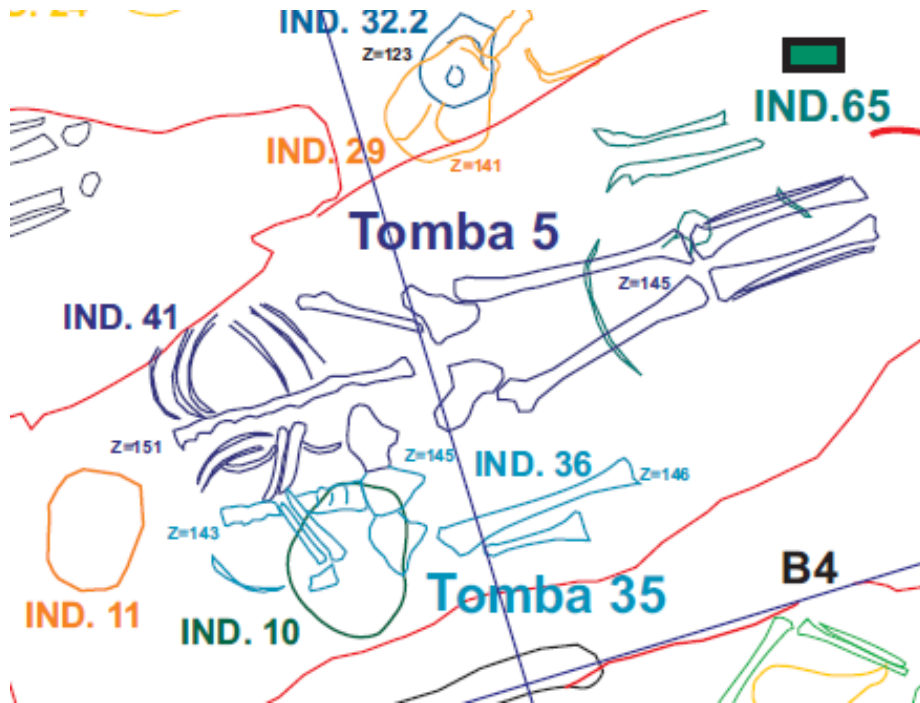 IND. 32.2
Z=123
IND.65
IND. 29
Z=141
Tomba 5
Z=145
IND. 41
Z=151
Z=145
IND. 36
Z=146
Z=143
Tomba 35
B4
IND. 11
IND. 10